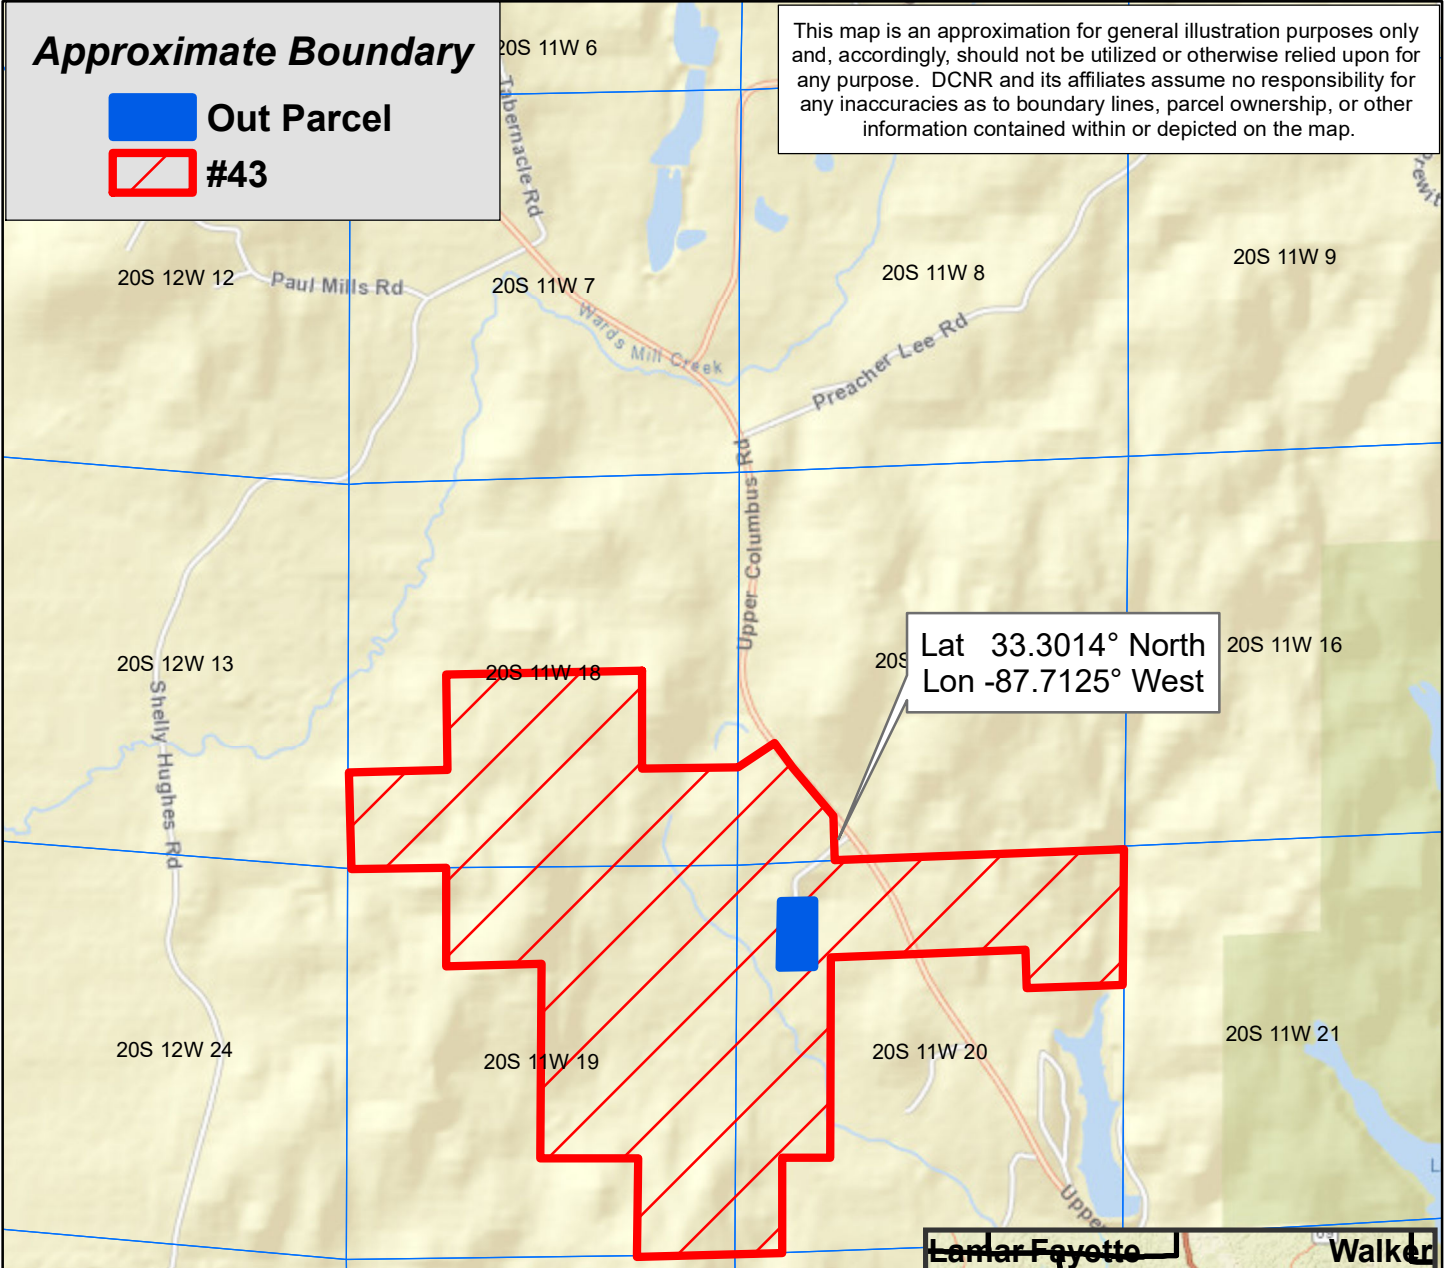 Approximate Boundary
Out Parcel
#43
This map is an approximation for general illustration purposes only
and, accordingly, should not be utilized or otherwise relied upon for
any purpose. DCNR and its affiliates assume no responsibility for
any inaccuracies as to boundary lines, parcel ownership, or other
information contained within or depicted on the map.
20S 11W 6
Tabernacle Rd
20S 12W 12
Paul Mills Rd
20S 11W 7
20S 11W 8
20S 11W 9
Wards Mill Creek
Preacher Lee Rd
Upper Columbus Rd
20S 12W 13
20S 11W 18
20S
Lat 33.3014° North
Lon -87.7125° West
20S 11W 16
Shelly Hughes Rd
20S 12W 24
20S 11W 19
20S 11W 20
20S 11W 21
Upper
Lamar Fayette
Walker